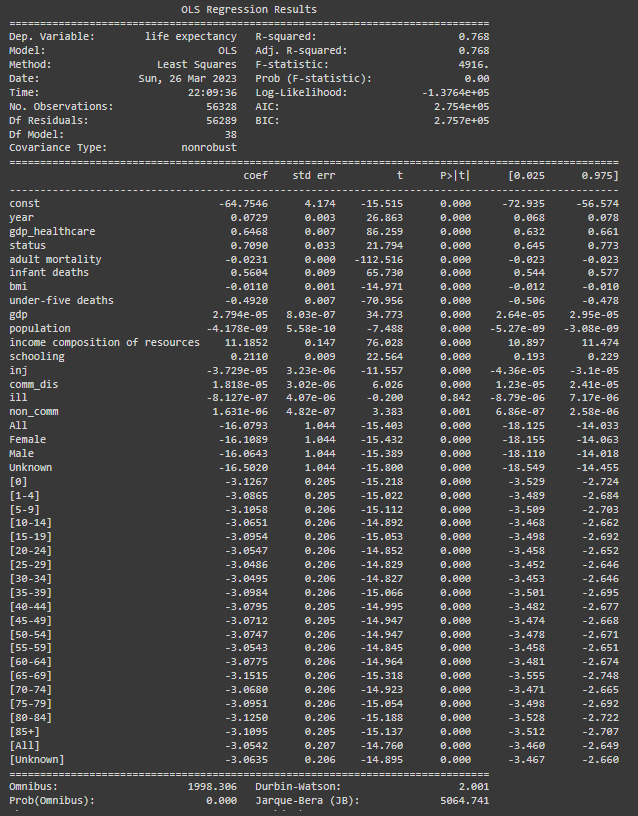 OLS Regression Results
==============================================================================
Dep. Variable: life expectancy R-squared: 0.768
Model: OLS Adj. R-squared: 0.768
Method: Least Squares F-statistic: 4916.
Date: Sun, 26 Mar 2023 Prob (F-statistic): 0.00
Time: 22:09:36 Log-Likelihood: -1.3764e+05
No. Observations: 56328 AIC: 2.754e+05
Df Residuals: 56289 BIC: 2.757e+05
Df Model: 38
Covariance Type: nonrobust
==============================================================================
coef std err t P>|t| [0.025 0.975]
------------------------------------------------------------------------------
const -64.7546 4.174 -15.515 0.000 -72.935 -56.574
year 0.0729 0.003 26.863 0.000 0.068 0.078
gdp_healthcare 0.6468 0.007 86.259 0.000 0.632 0.661
status 0.7090 0.033 21.794 0.000 0.645 0.773
adult mortality -0.0231 0.000 -112.516 0.000 -0.023 -0.023
infant deaths 0.5604 0.009 65.730 0.000 0.544 0.577
bmi -0.0110 0.001 -14.971 0.000 -0.012 -0.010
under-five deaths -0.4920 0.007 -70.956 0.000 -0.506 -0.478
gdp 2.794e-05 8.03e-07 34.773 0.000 2.64e-05 2.95e-05
population -4.178e-09 5.58e-10 -7.488 0.000 -5.27e-09 -3.08e-09
income composition of resources 11.1852 0.147 76.028 0.000 10.897 11.474
schooling 0.2110 0.009 22.564 0.000 0.193 0.229
inj -3.729e-05 3.23e-06 -11.557 0.000 -4.36e-05 -3.1e-05
comm_dis 1.818e-05 3.02e-06 6.026 0.000 1.23e-05 2.41e-05
ill -8.127e-07 4.07e-06 -0.200 0.842 -8.79e-06 7.17e-06
non_comm 1.631e-06 4.82e-07 3.383 0.001 6.86e-07 2.58e-06
All -16.0793 1.044 -15.403 0.000 -18.125 -14.033
Female -16.1089 1.044 -15.432 0.000 -18.155 -14.063
Male -16.0643 1.044 -15.389 0.000 -18.110 -14.018
Unknown -16.5020 1.044 -15.800 0.000 -18.549 -14.455
[0] -3.1267 0.205 -15.218 0.000 -3.529 -2.724
[1-4] -3.0865 0.205 -15.022 0.000 -3.489 -2.684
[5-9] -3.1058 0.206 -15.112 0.000 -3.509 -2.703
[10-14] -3.0651 0.206 -14.892 0.000 -3.468 -2.662
[15-19] -3.0954 0.206 -15.053 0.000 -3.498 -2.692
[20-24] -3.0547 0.206 -14.852 0.000 -3.458 -2.652
[25-29] -3.0486 0.206 -14.829 0.000 -3.452 -2.646
[30-34] -3.0495 0.206 -14.827 0.000 -3.453 -2.646
[35-39] -3.0984 0.206 -15.066 0.000 -3.501 -2.695
[40-44] -3.0795 0.205 -14.995 0.000 -3.482 -2.677
[45-49] -3.0712 0.205 -14.947 0.000 -3.474 -2.668
[50-54] -3.0747 0.206 -14.947 0.000 -3.478 -2.671
[55-59] -3.0543 0.206 -14.845 0.000 -3.458 -2.651
[60-64] -3.0775 0.206 -14.964 0.000 -3.481 -2.674
[65-69] -3.1515 0.206 -15.318 0.000 -3.555 -2.748
[70-74] -3.0680 0.206 -14.923 0.000 -3.471 -2.665
[75-79] -3.0951 0.206 -15.054 0.000 -3.498 -2.692
[80-84] -3.1250 0.206 -15.188 0.000 -3.528 -2.722
[85+] -3.1095 0.205 -15.137 0.000 -3.512 -2.707
[All] -3.0542 0.207 -14.760 0.000 -3.460 -2.649
[Unknown] -3.0635 0.206 -14.895 0.000 -3.467 -2.660
==============================================================================
Omnibus: 1998.306 Durbin-Watson: 2.001
Prob(Omnibus): 0.000 Jarque-Bera (JB): 5064.741